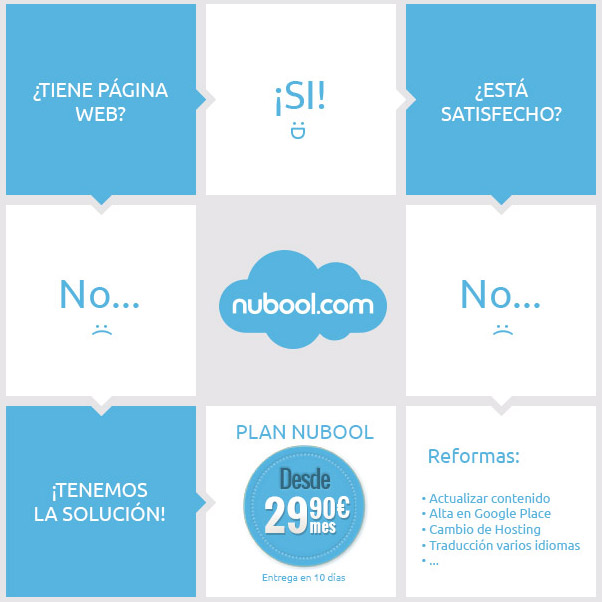 ¿TIENE PÁGINA
WEB?
¡SI!
¿ESTÁ
SATISFECHO?
No...
nubool.com
No...
¡TENEMOS
LA SOLUCIÓN!
PLAN NUBOOL
Desde
29,90€
mes
Entrega en 10 días
Reformas:
• Actualizar contenido
• Alta en Google Place
• Cambio de Hosting
• Traducción varios idiomas
• ...